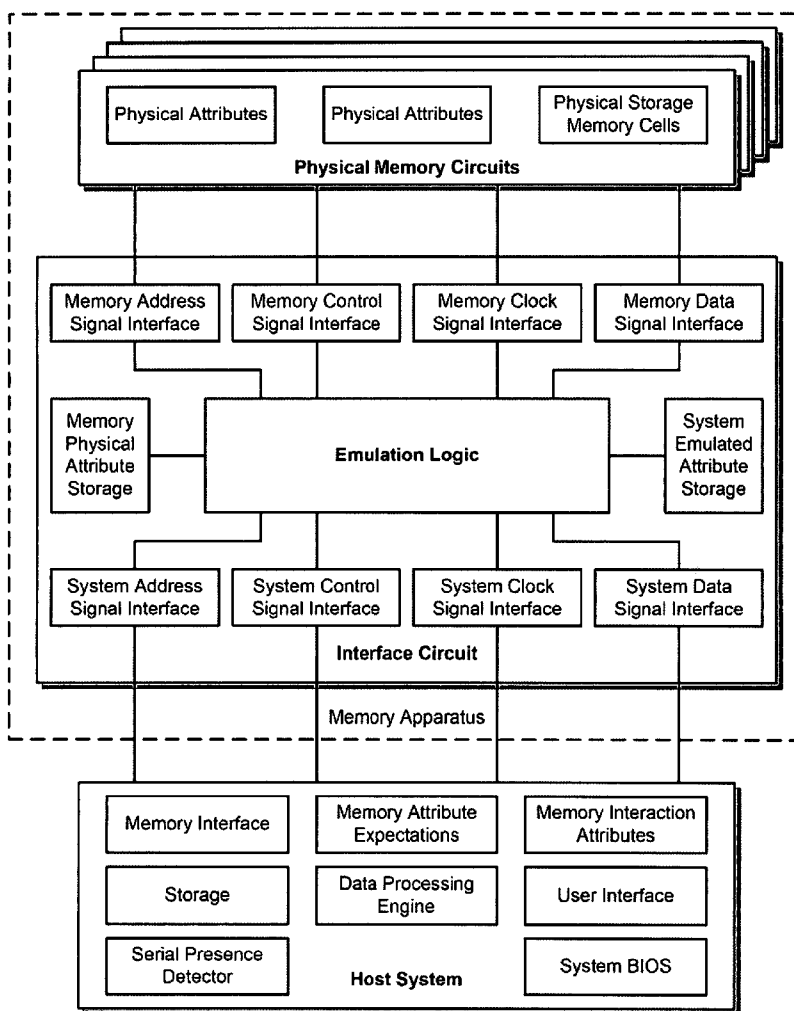 Physical Attributes
Physical Attributes
Physical Storage
Memory Cells
Physical Memory Circuits
Memory Address
Signal Interface
Memory Control
Signal Interface
Memory Clock
Signal Interface
Memory Data
Signal Interface
Memory
Physical
Attribute
Storage
Emulation Logic
System
Emulated
Attribute
Storage
System Address
Signal Interface
System Control
Signal Interface
System Clock
Signal Interface
System Data
Signal Interface
Interface Circuit
Memory Apparatus
Memory Interface
Memory Attribute
Expectations
Memory Interaction
Attributes
Storage
Data Processing
Engine
User Interface
Serial Presence
Detector
Host System
System BIOS